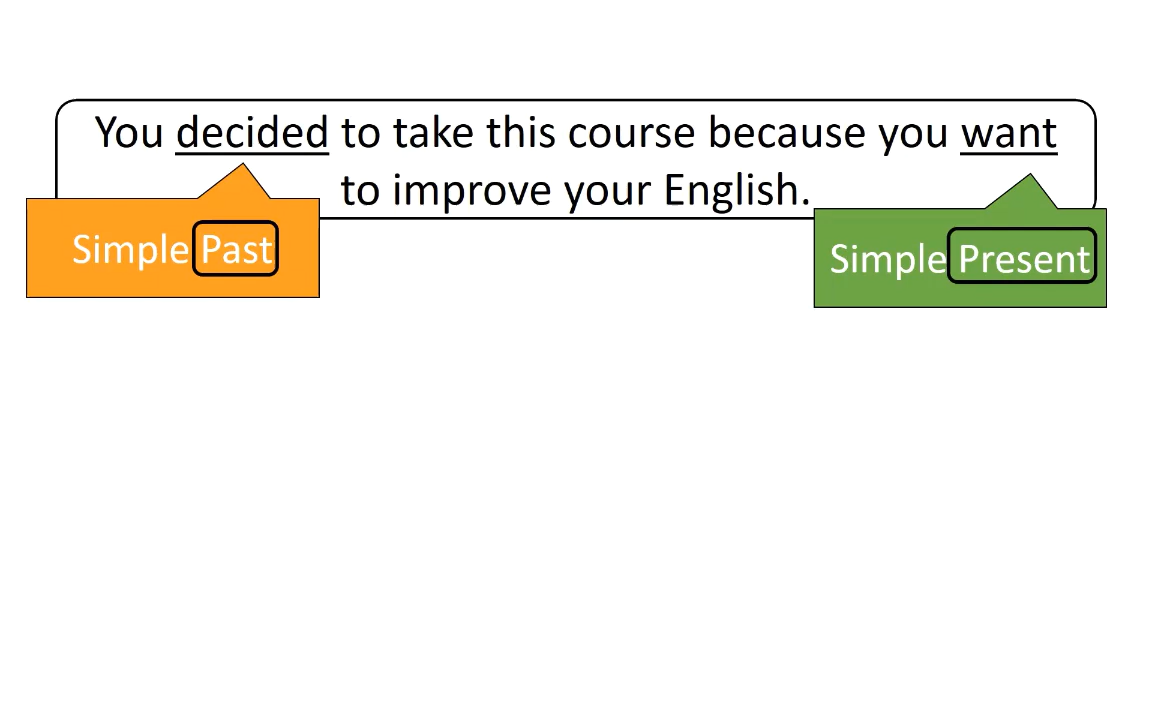 You decided to take this course because you want
to improve your English.
Simple Past
Simple Present